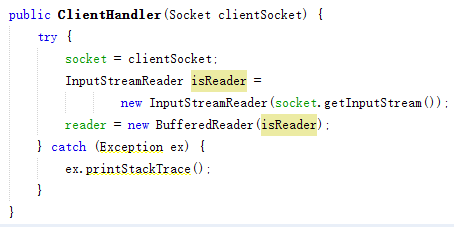 public ClientHandler(Socket clientSocket) {
    try {
        socket = clientSocket;
        InputStreamReader isReader =
                new InputStreamReader(socket.getInputStream());
        reader = new BufferedReader(isReader);
    } catch (Exception ex) {
        ex.printStackTrace();
    }
}